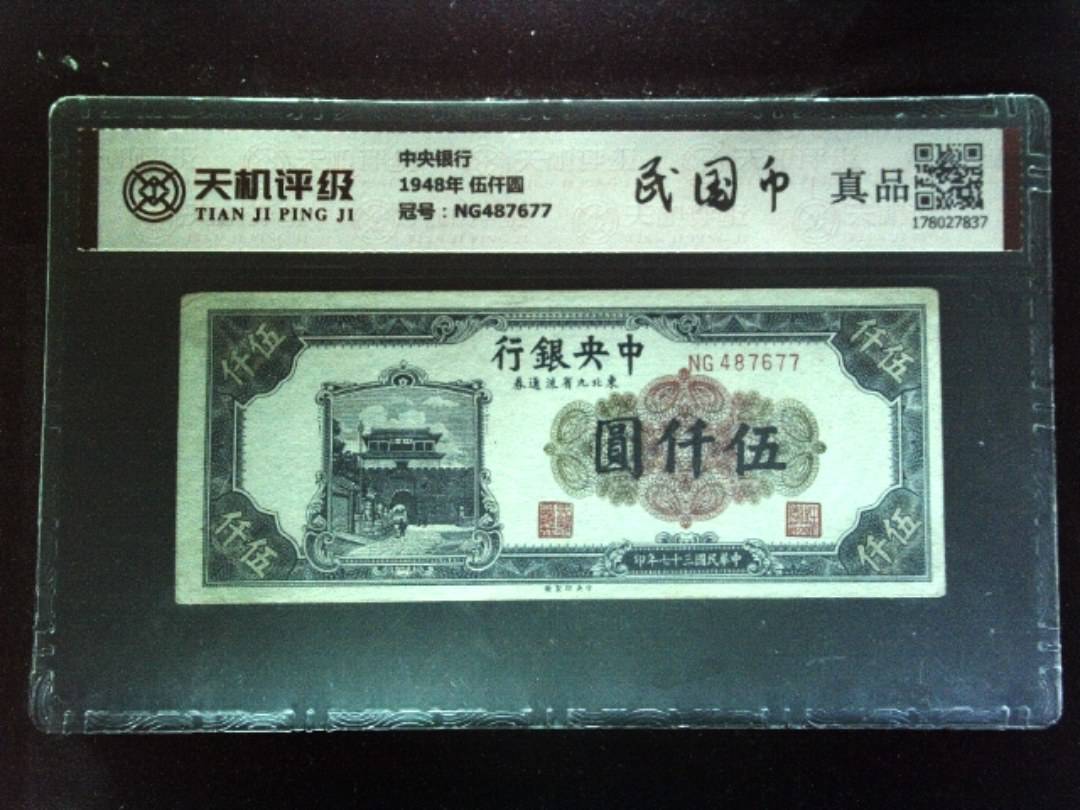 天机评级
TIAN JI PING JI
中央银行
1948年 伍仟圆
冠号：NG487677
民国币
真品
178027837
伍仟
伍仟
中央銀行
NG 487677
東北九省流通券
伍仟圓
伍仟
伍仟
中華民國三十七年印